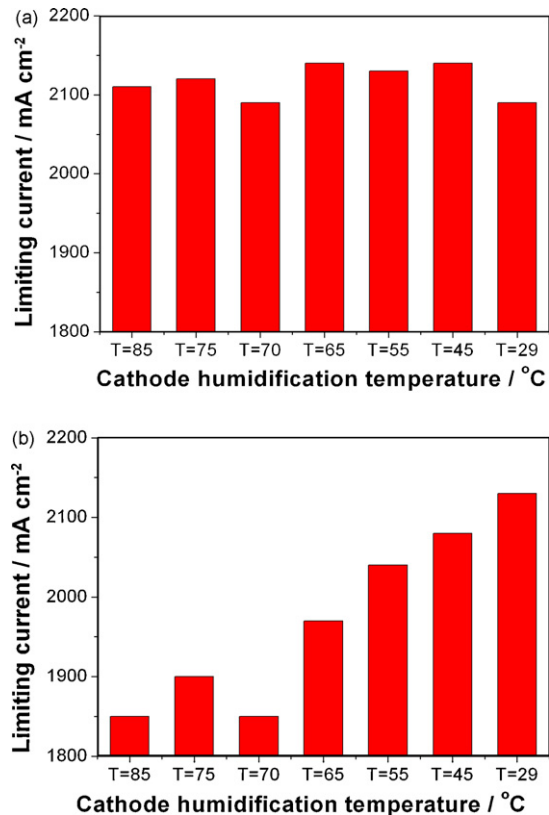 (a)
2200
2100
2000
1900
1800
Limiting current / mA cm-2
T=85 T=75 T=70 T=65 T=55 T=45 T=29
Cathode humidification temperature / oC
(b)
2200
2100
2000
1900
1800
Limiting current / mA cm-2
T=85 T=75 T=70 T=65 T=55 T=45 T=29
Cathode humidification temperature / oC